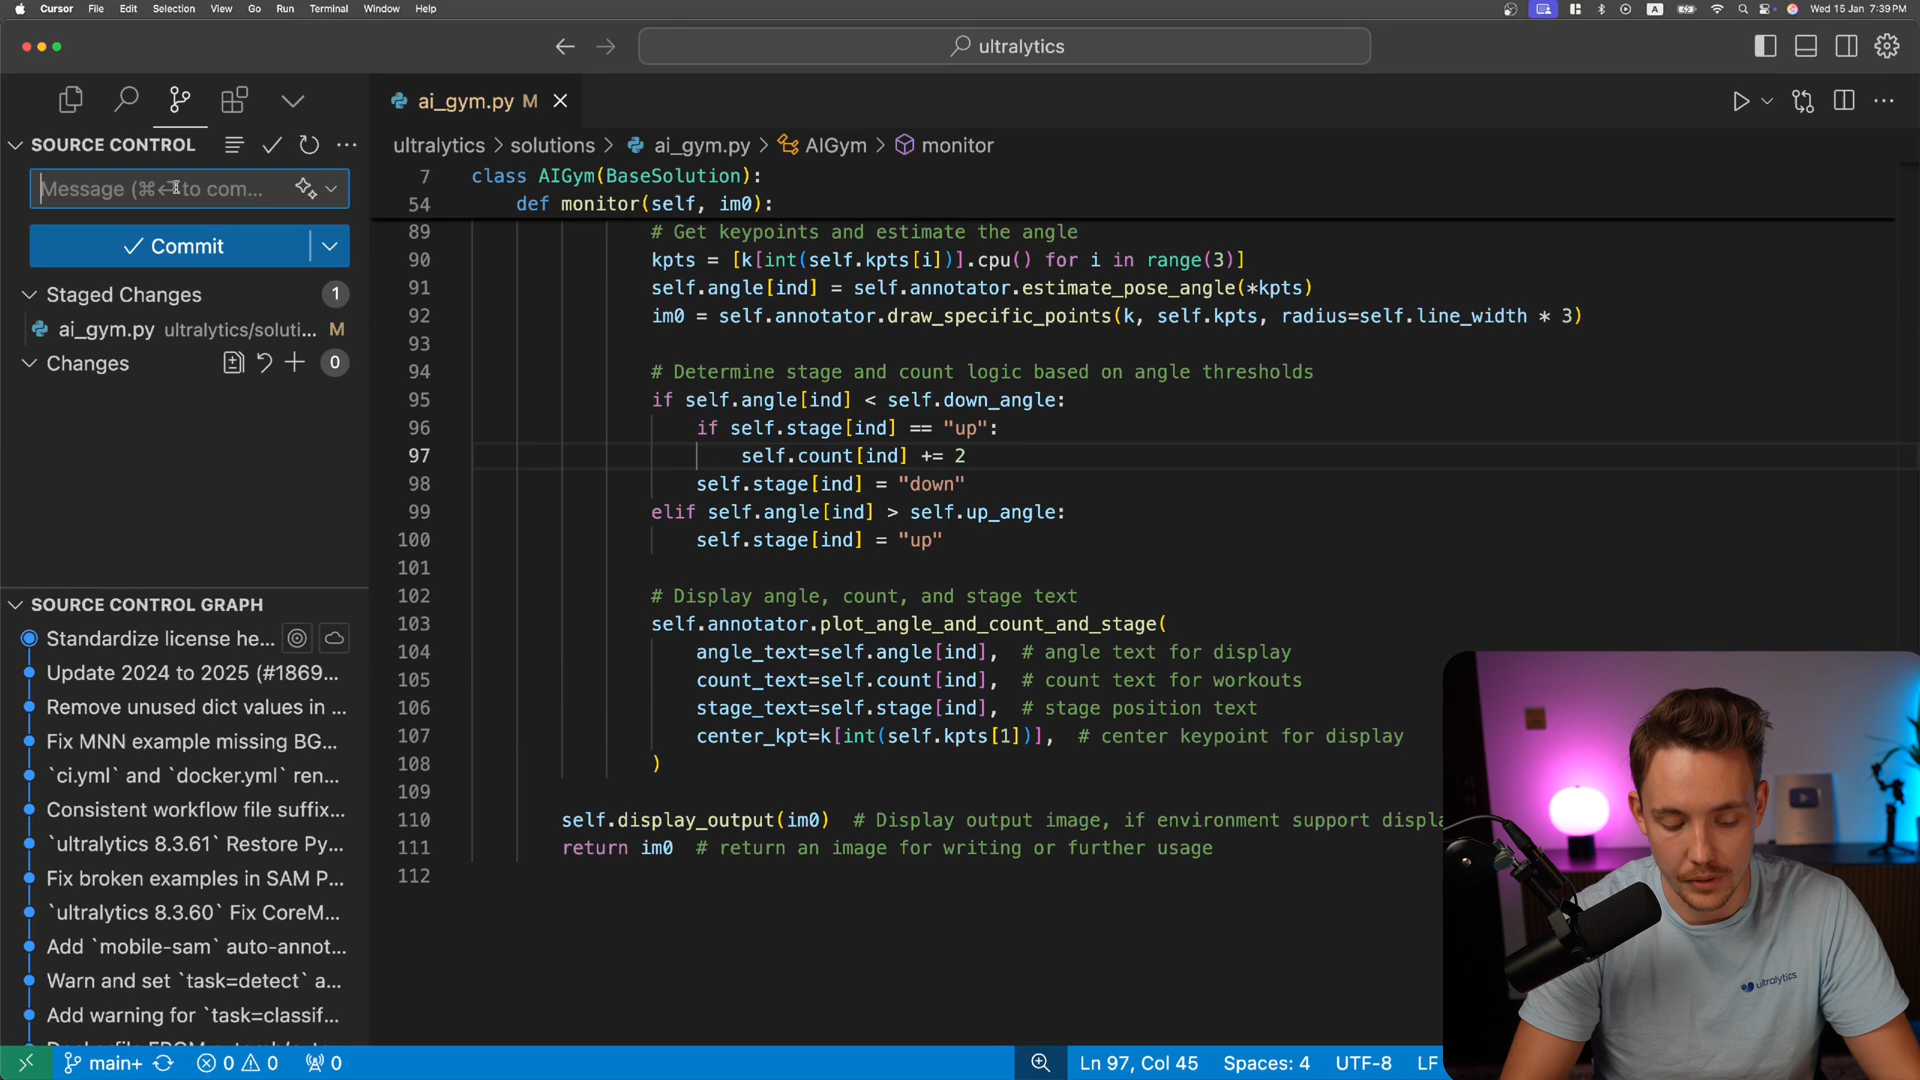 Cursor File Edit Selection View Go Run Terminal Window Help
A Wed 15 Jan 7:39 PM
ultralytics
ai_gym.py M
SOURCE CONTROL
ultralytics > solutions > ai_gym.py > AIGym > monitor
Message (⌘⏎ to com...
Commit
Staged Changes 1
ai_gym.py ultralytics/soluti... M
Changes 0
7 class AIGym(BaseSolution):
54 def monitor(self, im0):
89 # Get keypoints and estimate the angle
90 kpts = [k[int(self.kpts[i])].cpu() for i in range(3)]
91 self.angle[ind] = self.annotator.estimate_pose_angle(*kpts)
92 im0 = self.annotator.draw_specific_points(k, self.kpts, radius=self.line_width * 3)
93
94 # Determine stage and count logic based on angle thresholds
95 if self.angle[ind] < self.down_angle:
96 if self.stage[ind] == "up":
97 self.count[ind] += 2
98 self.stage[ind] = "down"
99 elif self.angle[ind] > self.up_angle:
100 self.stage[ind] = "up"
101
102 # Display angle, count, and stage text
103 self.annotator.plot_angle_and_count_and_stage(
104 angle_text=self.angle[ind], # angle text for display
105 count_text=self.count[ind], # count text for workouts
106 stage_text=self.stage[ind], # stage position text
107 center_kpt=k[int(self.kpts[1])], # center keypoint for display
108 )
109
110 self.display_output(im0) # Display output image, if environment support displa
111 return im0 # return an image for writing or further usage
112
SOURCE CONTROL GRAPH
Standardize license he...
Update 2024 to 2025 (#1869...
Remove unused dict values in ...
Fix MNN example missing BG...
`ci.yml` and `docker.yml` ren...
Consistent workflow file suffix...
`ultralytics 8.3.61` Restore Py...
Fix broken examples in SAM P...
`ultralytics 8.3.60` Fix CoreM...
Add `mobile-sam` auto-annot...
Warn and set `task=detect` a...
Add warning for `task=classif...
ultralytics
main+ 0 0 0
Ln 97, Col 45 Spaces: 4 UTF-8 LF